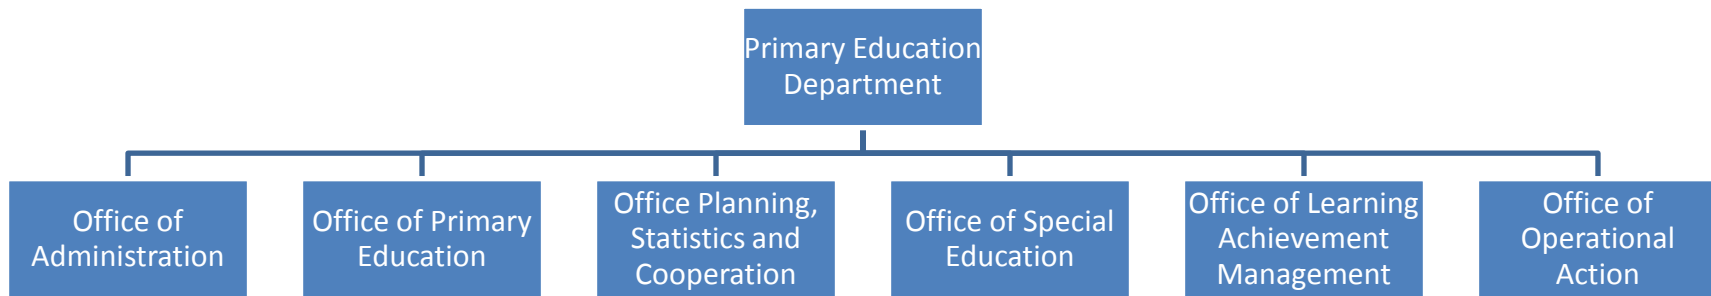 Primary Education
Department
Office of
Administration
Office of Primary
Education
Office Planning,
Statistics and
Cooperation
Office of Special
Education
Office of Learning
Achievement
Management
Office of
Operational
Action